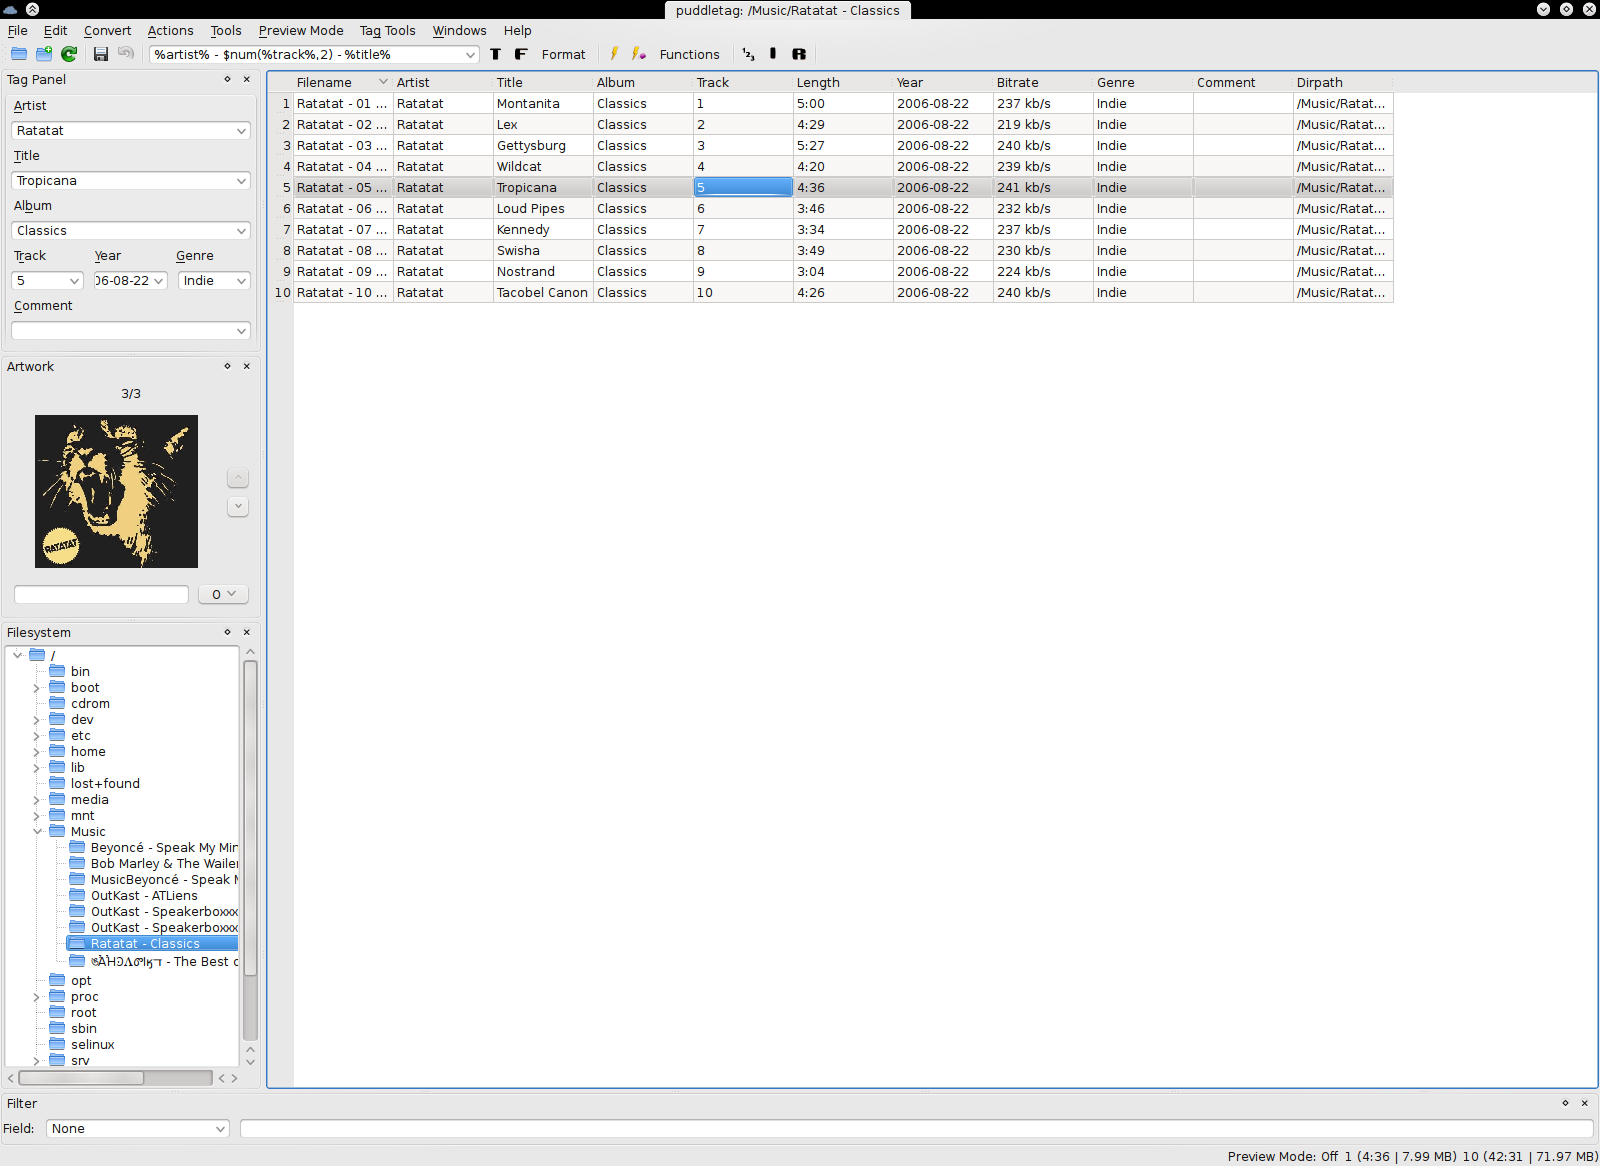 puddletag: /Music/Ratatat - Classics
File Edit Convert Actions Tools Preview Mode Tag Tools Windows Help
%artist% - $num(%track%,2) - %title% T F Format Functions
Tag Panel
Artist
Ratatat
Title
Tropicana
Album
Classics
Track Year Genre
5 06-08-22 Indie
Comment
Artwork
3/3
RATATAT
0
Filesystem
/
bin
boot
cdrom
dev
etc
home
lib
lost+found
media
mnt
Music
Beyoncé - Speak My Min
Bob Marley & The Wailer
MusicBeyoncé - Speak M
OutKast - ATLiens
OutKast - Speakerboxxx
OutKast - Speakerboxxx
Ratatat - Classics
- The Best o
opt
proc
root
sbin
selinux
srv
Filename Artist Title Album Track Length Year Bitrate Genre Comment Dirpath
1 Ratatat - 01 ... Ratatat Montanita Classics 1 5:00 2006-08-22 237 kb/s Indie /Music/Ratat...
2 Ratatat - 02 ... Ratatat Lex Classics 2 4:29 2006-08-22 219 kb/s Indie /Music/Ratat...
3 Ratatat - 03 ... Ratatat Gettysburg Classics 3 5:27 2006-08-22 240 kb/s Indie /Music/Ratat...
4 Ratatat - 04 ... Ratatat Wildcat Classics 4 4:20 2006-08-22 239 kb/s Indie /Music/Ratat...
5 Ratatat - 05 ... Ratatat Tropicana Classics 5 4:36 2006-08-22 241 kb/s Indie /Music/Ratat...
6 Ratatat - 06 ... Ratatat Loud Pipes Classics 6 3:46 2006-08-22 232 kb/s Indie /Music/Ratat...
7 Ratatat - 07 ... Ratatat Kennedy Classics 7 3:34 2006-08-22 237 kb/s Indie /Music/Ratat...
8 Ratatat - 08 ... Ratatat Swisha Classics 8 3:49 2006-08-22 230 kb/s Indie /Music/Ratat...
9 Ratatat - 09 ... Ratatat Nostrand Classics 9 3:04 2006-08-22 224 kb/s Indie /Music/Ratat...
10 Ratatat - 10 ... Ratatat Tacobel Canon Classics 10 4:26 2006-08-22 240 kb/s Indie /Music/Ratat...
Filter
Field: None
Preview Mode: Off 1 (4:36 | 7.99 MB) 10 (42:31 | 71.97 MB)